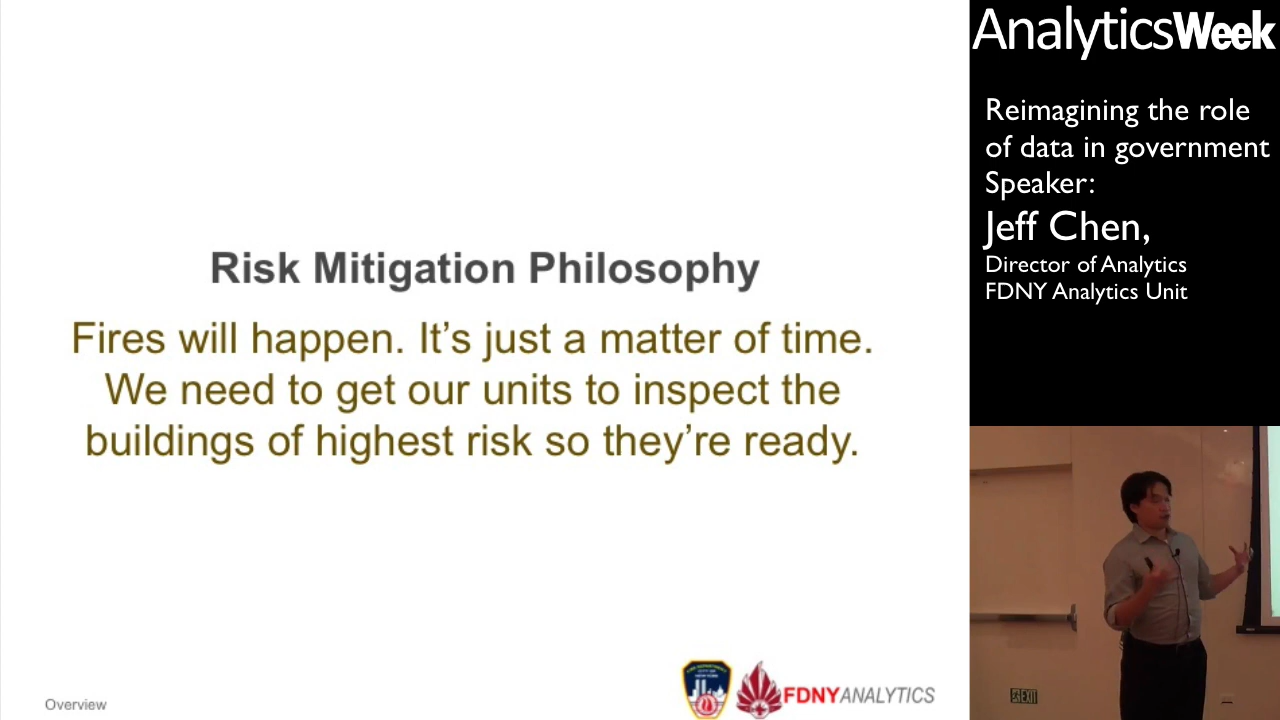 Risk Mitigation Philosophy
Fires will happen. It’s just a matter of time.
We need to get our units to inspect the
buildings of highest risk so they’re ready.
Overview
FDNYANALYTICS
AnalyticsWeek
Reimagining the role
of data in government
Speaker:
Jeff Chen,
Director of Analytics
FDNY Analytics Unit
EXIT